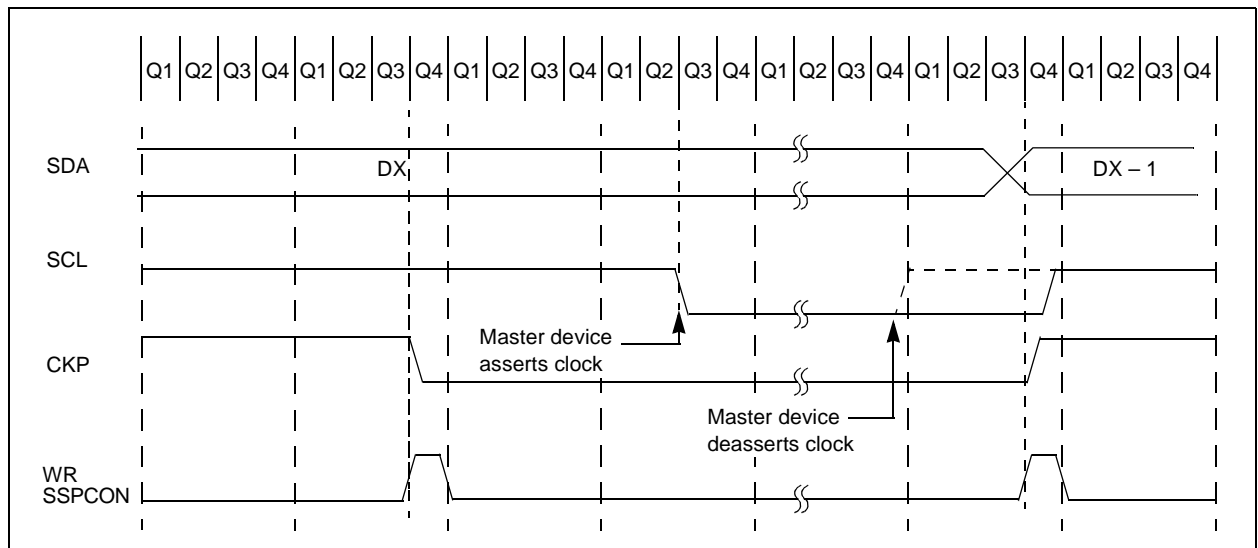 Q1 Q2 Q3 Q4 Q1 Q2 Q3 Q4 Q1 Q2 Q3 Q4 Q1 Q2 Q3 Q4 Q1 Q2 Q3 Q4 Q1 Q2 Q3 Q4 Q1 Q2 Q3 Q4
SDA
DX
DX – 1
SCL
Master device
asserts clock
CKP
Master device
deasserts clock
WR
SSPCON